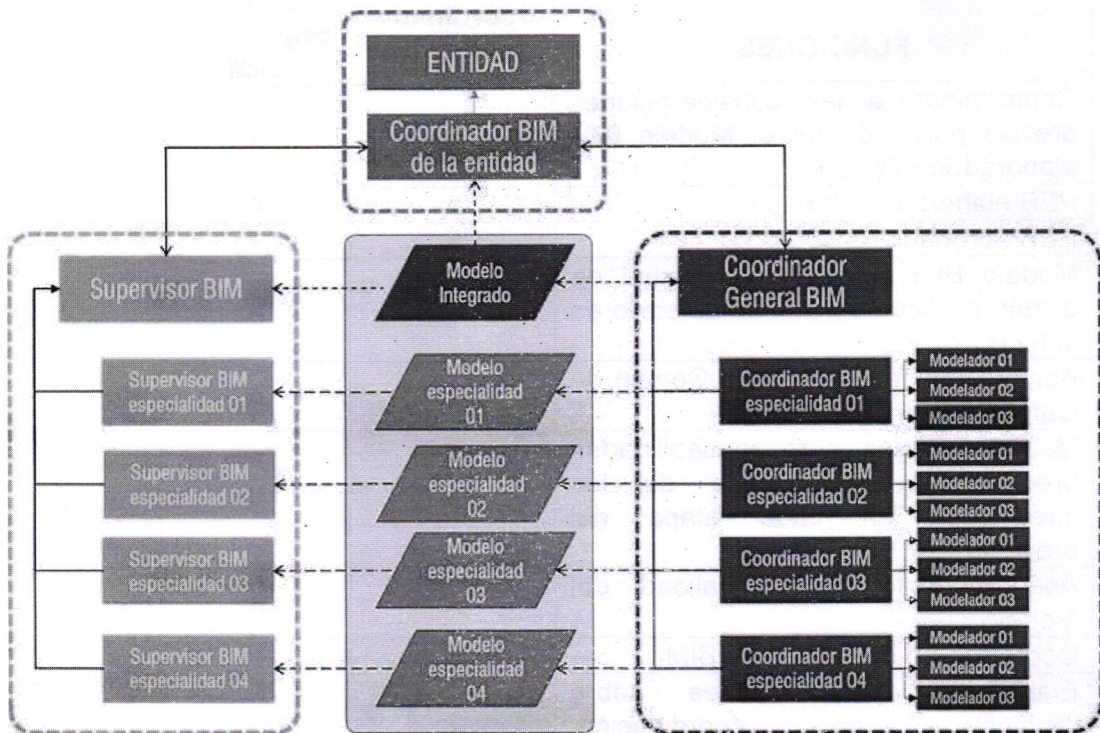 FUNCIONES
ENTIDAD
Coordinador BIM
de la entidad
Supervisor BIM
Modelo
Integrado
Coordinador
General BIM
Supervisor BIM
especialidad 01
Modelo
especialidad
01
Coordinador BIM
especialidad 01
Modelador 01
Modelador 02
Modelador 03
Supervisor BIM
especialidad 02
Modelo
especialidad
02
Coordinador BIM
especialidad 02
Modelador 01
Modelador 02
Modelador 03
Supervisor BIM
especialidad 03
Modelo
especialidad
03
Coordinador BIM
especialidad 03
Modelador 01
Modelador 02
Modelador 03
Supervisor BIM
especialidad 04
Modelo
especialidad
04
Coordinador BIM
especialidad 04
Modelador 01
Modelador 02
Modelador 03